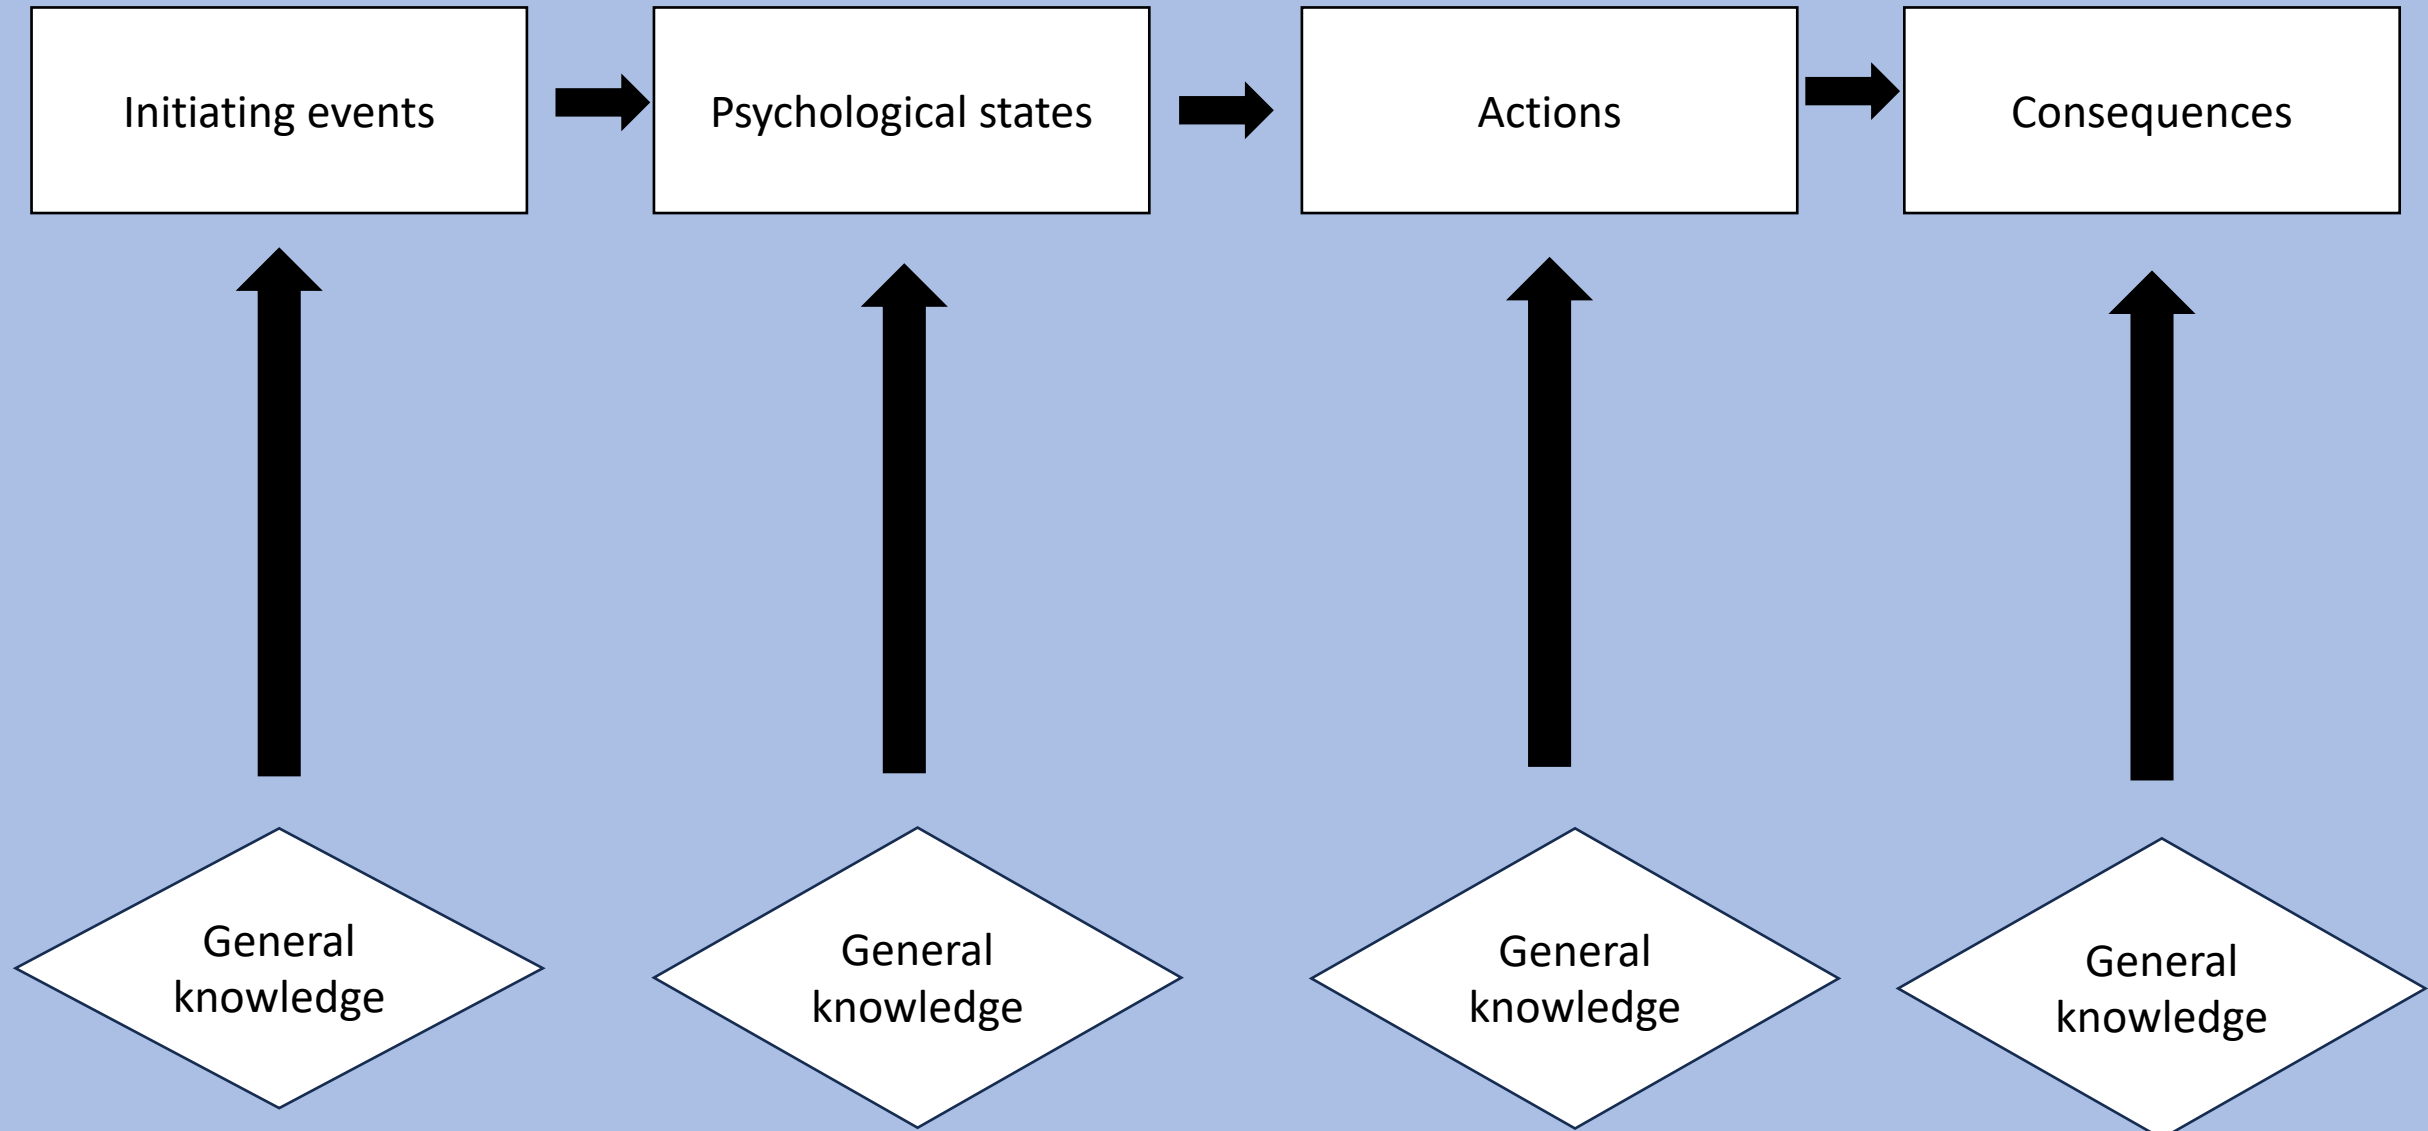 Initiating events
Psychological states
Actions
Consequences
General
knowledge
General
knowledge
General
knowledge
General
knowledge